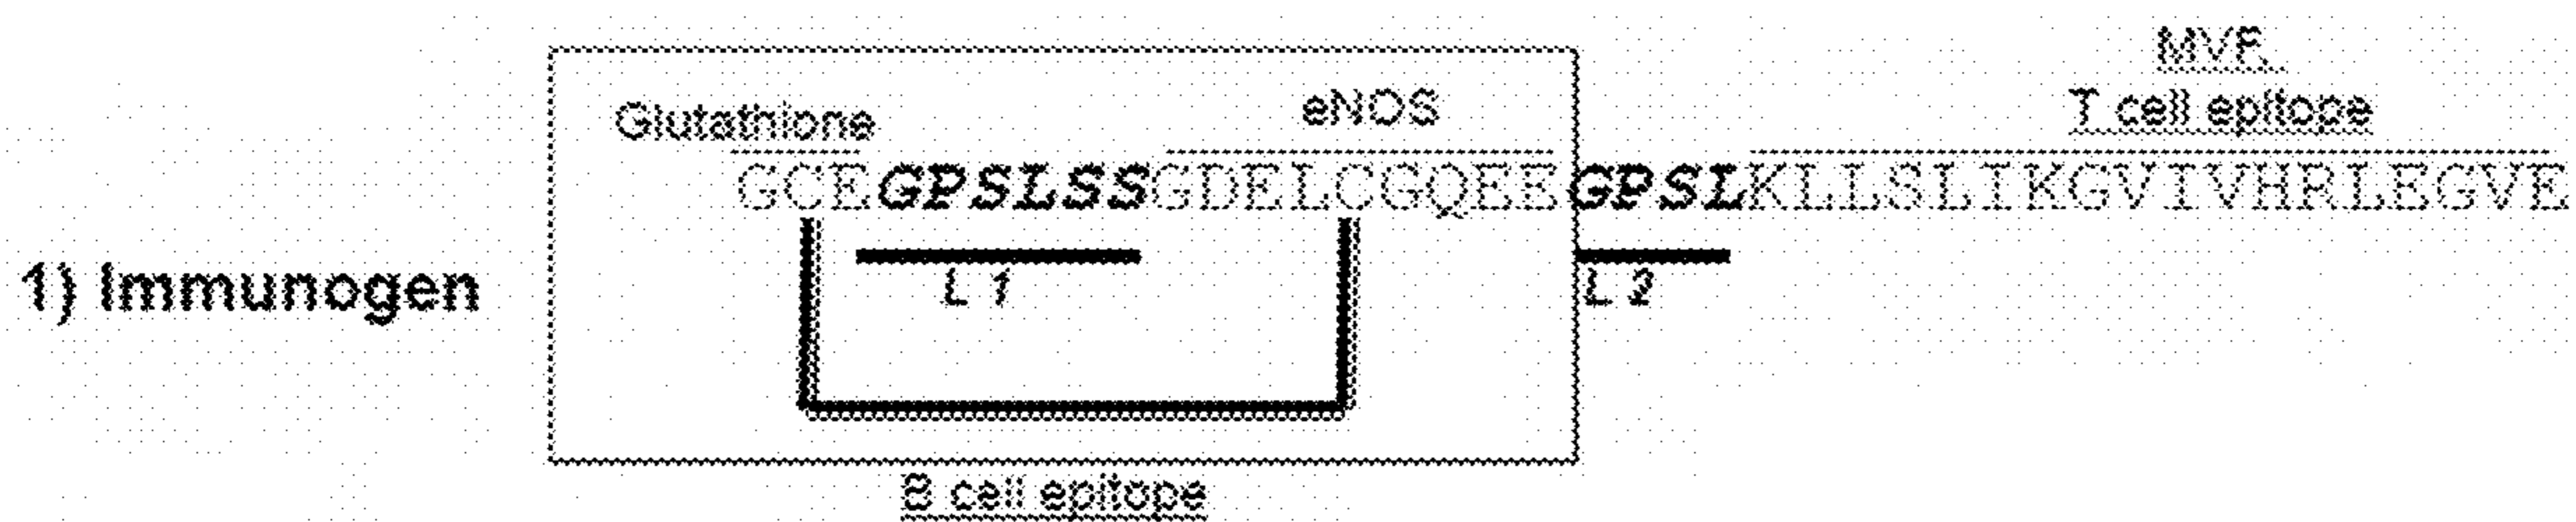 MVF
Glutathione eNOS T cell epitope
GCEGPSLSSGDELCGQEEGPSLKLLSLIKGVIVHRLEGVE
L 1 L 2
1) Immunogen
B cell epitope